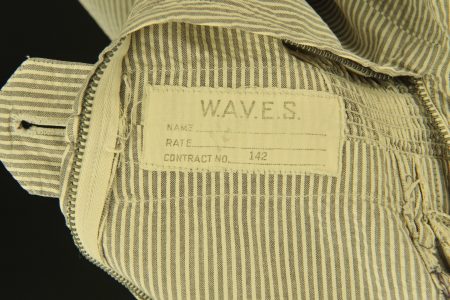 W.A.V.E.S.
NAME
RATE
CONTRACT NO. 142